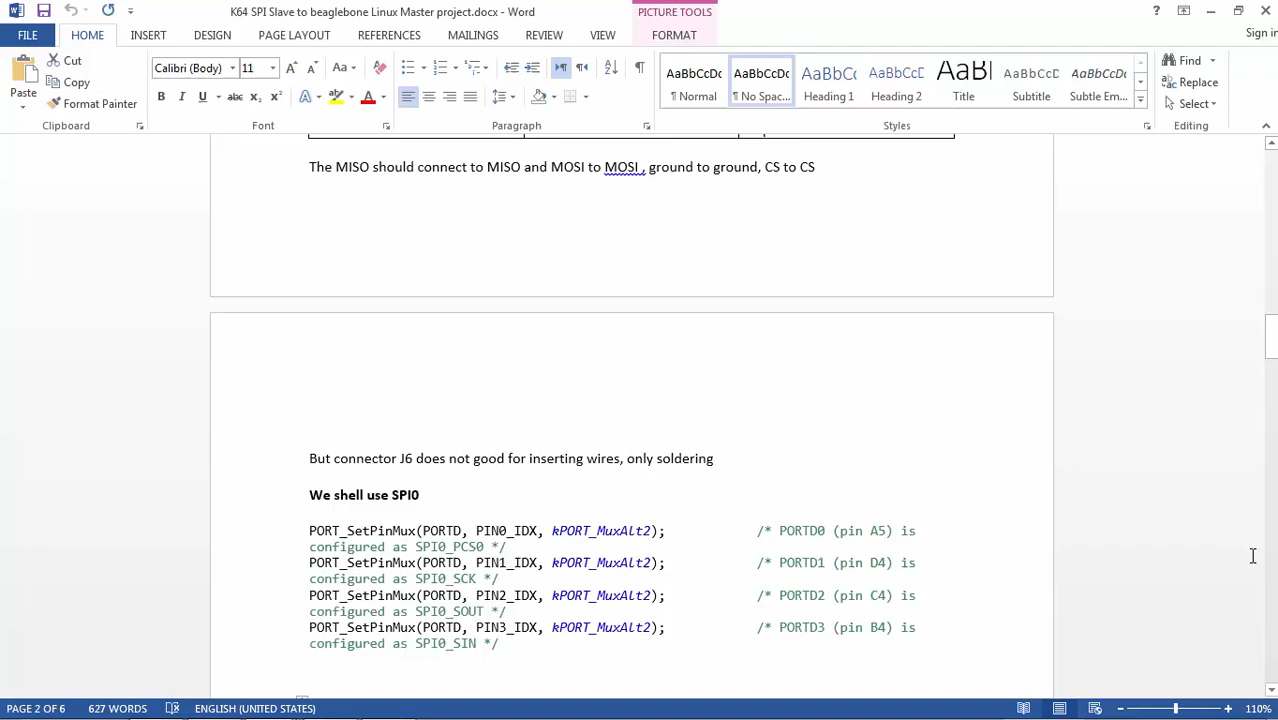 K64 SPI Slave to beaglebone Linux Master project.docx - Word
PICTURE TOOLS
?
FILE HOME INSERT DESIGN PAGE LAYOUT REFERENCES MAILINGS REVIEW VIEW FORMAT Sign in
Paste
Cut
Copy
Format Painter
Clipboard
Calibri (Body) 11
Aa
B I U abc x₂ x² A A
Font
Paragraph
AaBbCcDc AaBbCcDc AaBbCc AaBbCcD AaBl AaBbCcDc AaBbCcDc
¶ Normal ¶ No Spac... Heading 1 Heading 2 Title Subtitle Subtle Em...
Styles
Find
Replace
Select
Editing
The MISO should connect to MISO and MOSI to MOSI , ground to ground, CS to CS
But connector J6 does not good for inserting wires, only soldering
We shell use SPI0
PORT_SetPinMux(PORTD, PIN0_IDX, kPORT_MuxAlt2); /* PORTD0 (pin A5) is
configured as SPI0_PCS0 */
PORT_SetPinMux(PORTD, PIN1_IDX, kPORT_MuxAlt2); /* PORTD1 (pin D4) is
configured as SPI0_SCK */
PORT_SetPinMux(PORTD, PIN2_IDX, kPORT_MuxAlt2); /* PORTD2 (pin C4) is
configured as SPI0_SOUT */
PORT_SetPinMux(PORTD, PIN3_IDX, kPORT_MuxAlt2); /* PORTD3 (pin B4) is
configured as SPI0_SIN */
PAGE 2 OF 6 627 WORDS ENGLISH (UNITED STATES) 110%